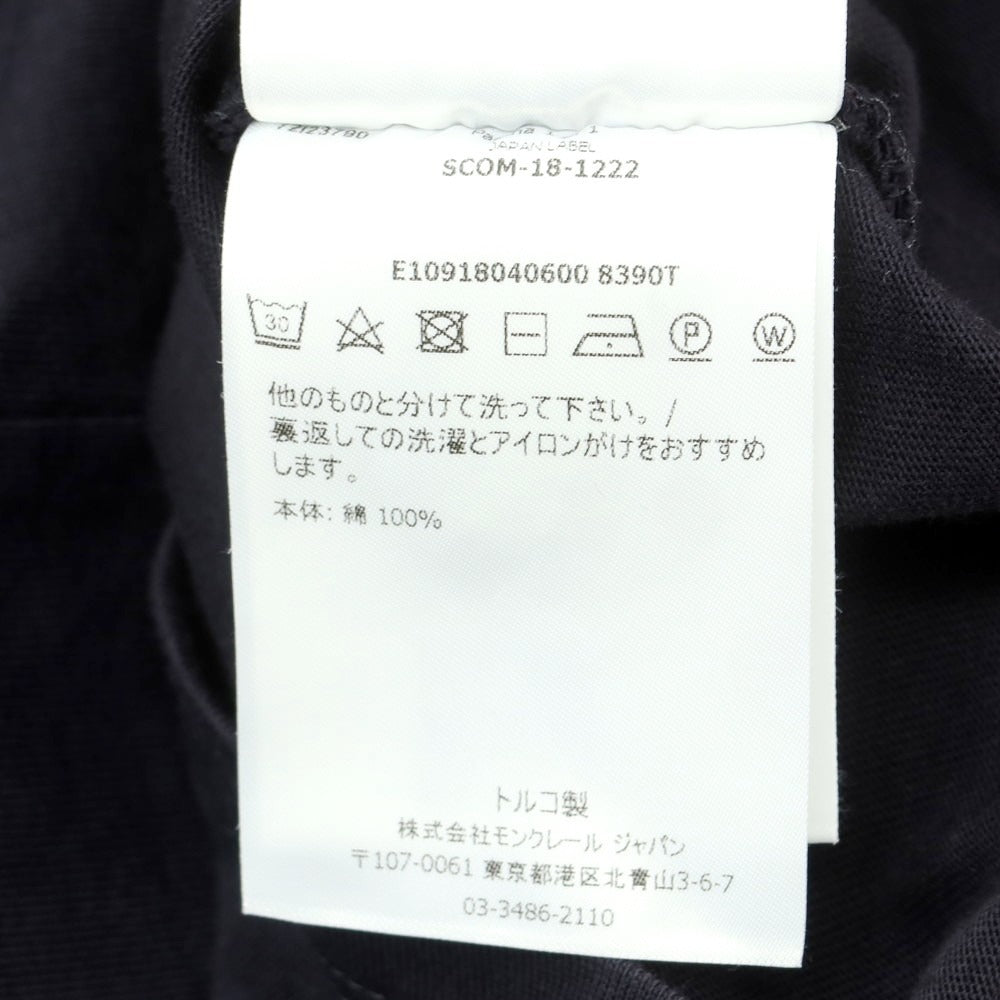 JAPAN LABEL
SCOM-18-1222
E10918040600 8390T
30
P
W
他のものと分けて洗って下さい。/
裏返しての洗濯とアイロンがけをおすすめ
します。
本体: 綿 100%
トルコ製
株式会社モンクレール ジャパン
〒107-0061 東京都港区北青山3-6-7
03-3486-2110